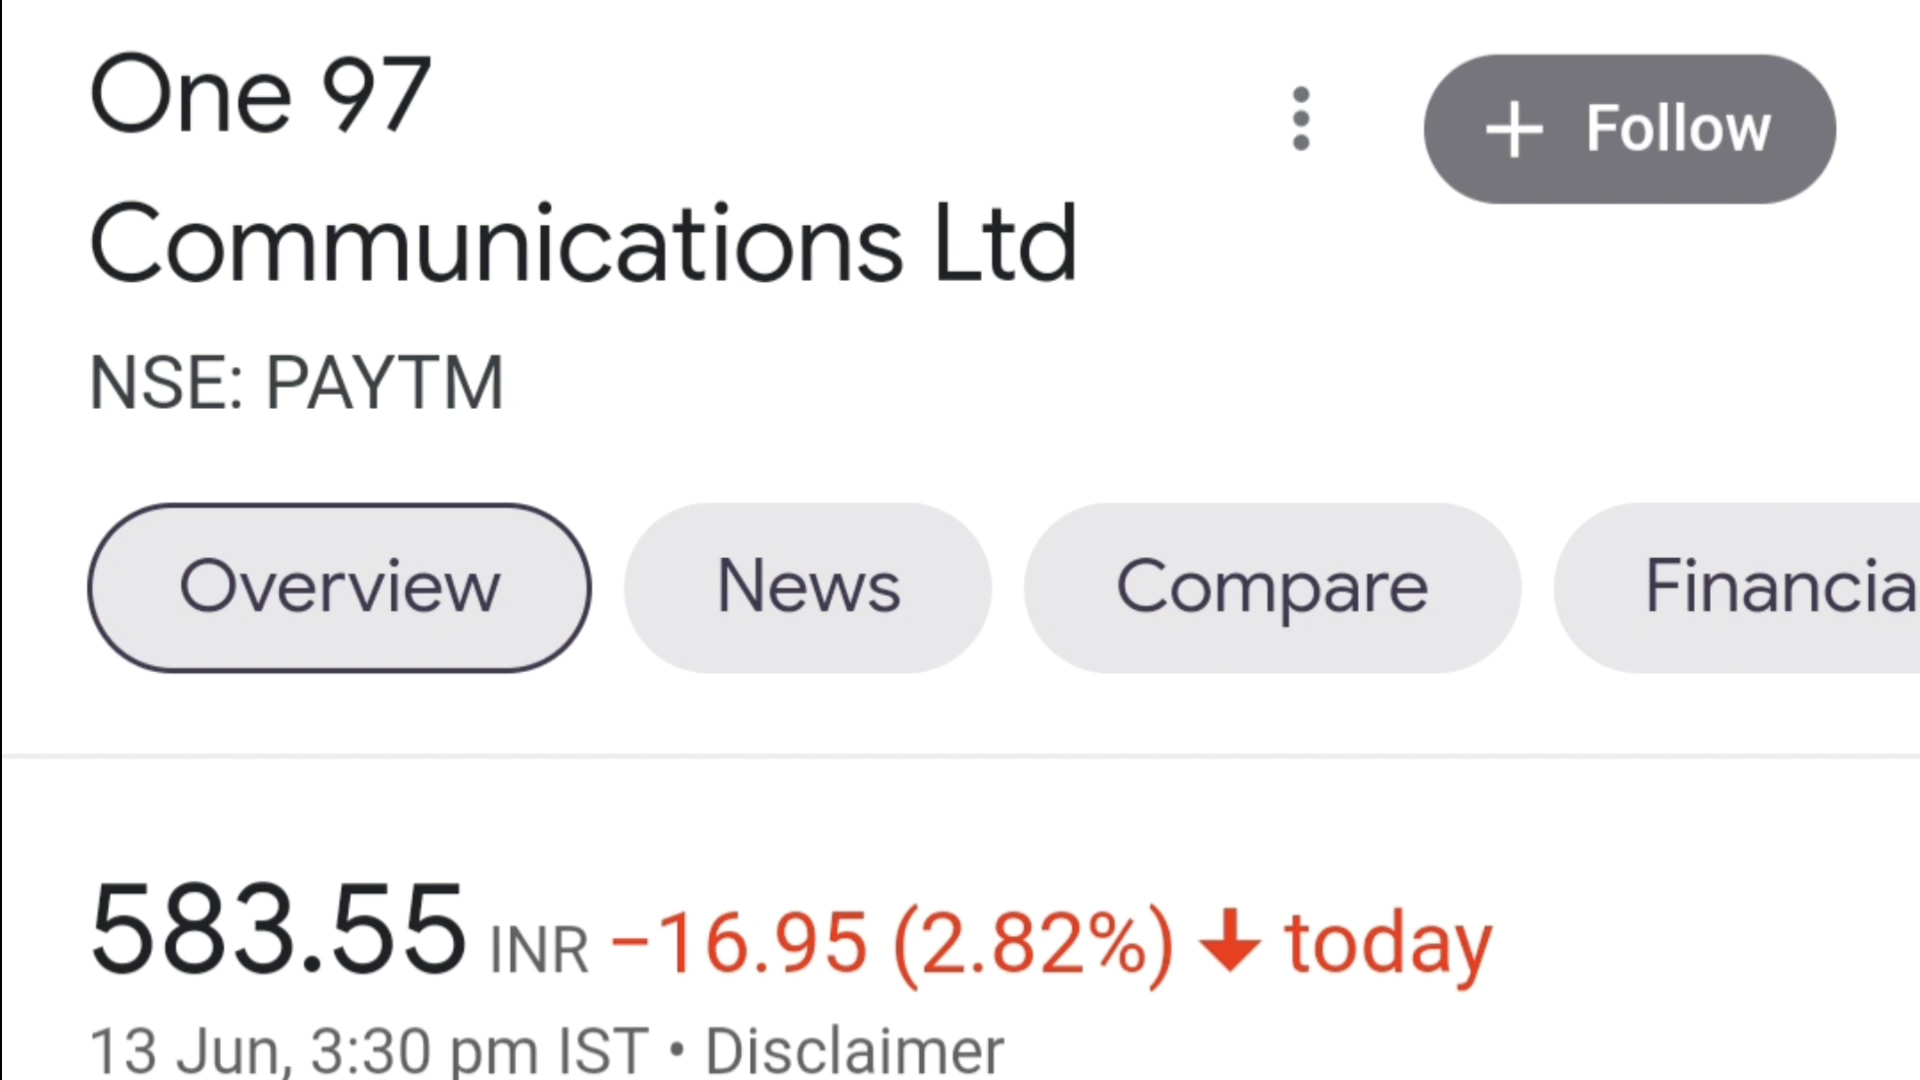 One 97
Communications Ltd
+ Follow
NSE: PAYTM
Overview News Compare Financia
583.55 INR −16.95 (2.82%) ↓ today
13 Jun, 3:30 pm IST • Disclaimer